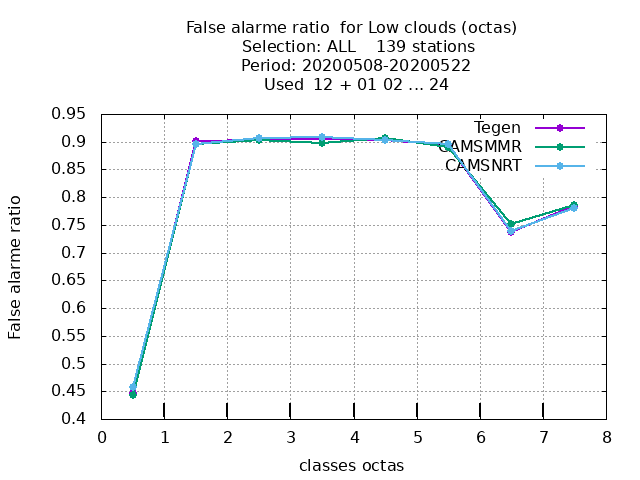 False alarme ratio  for Low clouds (octas)
Selection: ALL    139 stations
Period: 20200508-20200522
Used  12 + 01 02 ... 24
0.95
0.9
0.85
0.8
0.75
0.7
0.65
0.6
0.55
0.5
0.45
0.4
False alarme ratio
Tegen
CAMSMMR
CAMSNRT
0 1 2 3 4 5 6 7 8
classes octas